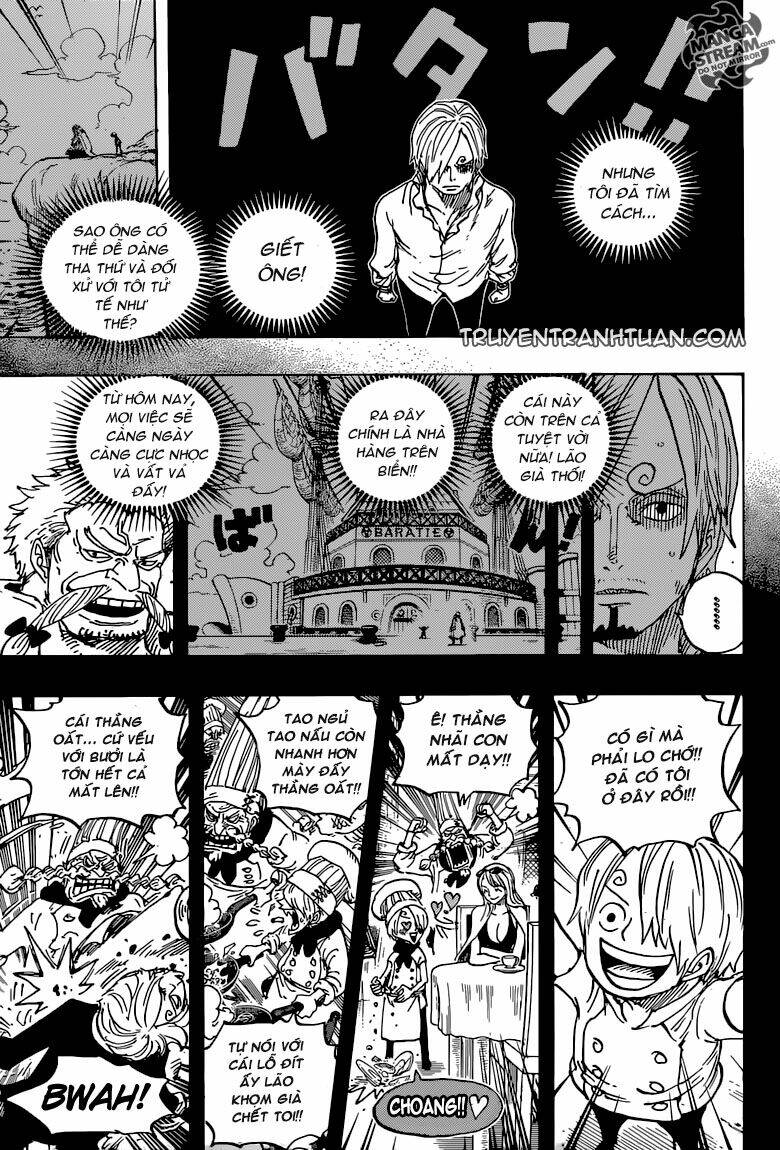 バタン!!
MANGA
STREAM.com
DO NOT MIRROR
NHƯNG
TÔI ĐÃ TÌM
CÁCH...
GIẾT
ÔNG!
SAO ÔNG CÓ
THỂ DỄ DÀNG
THA THỨ VÀ ĐỐI
XỬ VỚI TÔI TỬ
TẾ NHƯ
THẾ?
TRUYENTRANHTUAN.COM
CÁI NÀY
CÒN TRÊN CẢ
TUYỆT VỜI
NỮA! LÃO
GIÀ THỐI!
RA ĐÂY
CHÍNH LÀ NHÀ
HÀNG TRÊN
BIỂN!!
TỪ HÔM NAY,
MỌI VIỆC SẼ
CÀNG NGÀY
CÀNG CỰC NHỌC
VÀ VẤT VẢ
ĐẤY!
ばん!
BARATIE
CÓ GÌ MÀ
PHẢI LO CHỚ!!
ĐÃ CÓ TÔI
Ở ĐÂY RỒI!!
Ê! THẰNG
NHÃI CON
MẤT DẠY!!
CHOANG!!
TAO NGỦ
TAO NẤU CÒN
NHANH HƠN
MÀY ĐẤY
THẰNG OẮT!!
TỰ NÓI VỚI
CÁI LỖ ĐÍT
ẤY LÃO
KHỌM GIÀ
CHẾT TOI!!
CÁI THẰNG
OẮT... CỨ VẾU
VỚI BƯỞI LÀ
TỚN HẾT CẢ
MẮT LÊN!!
BWAH!